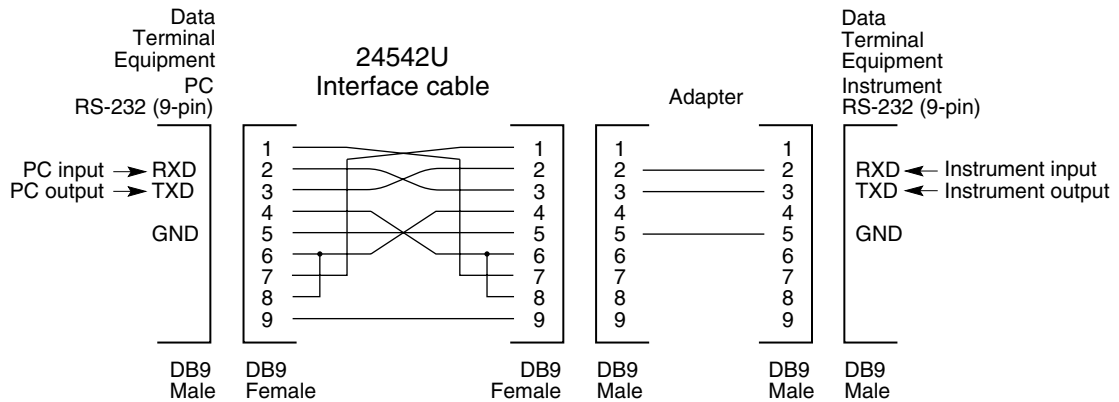 Data
Terminal
Equipment
PC
RS-232 (9-pin)
24542U
Interface cable
Adapter
Data
Terminal
Equipment
Instrument
RS-232 (9-pin)
PC input
PC output
RXD
TXD
GND
1
2
3
4
5
6
7
8
9
1
2
3
4
5
6
7
8
9
1
2
3
4
5
6
7
8
9
1
2
3
4
5
6
7
8
9
RXD
TXD
GND
Instrument input
Instrument output
DB9
Male
DB9
Female
DB9
Female
DB9
Male
DB9
Male
DB9
Male